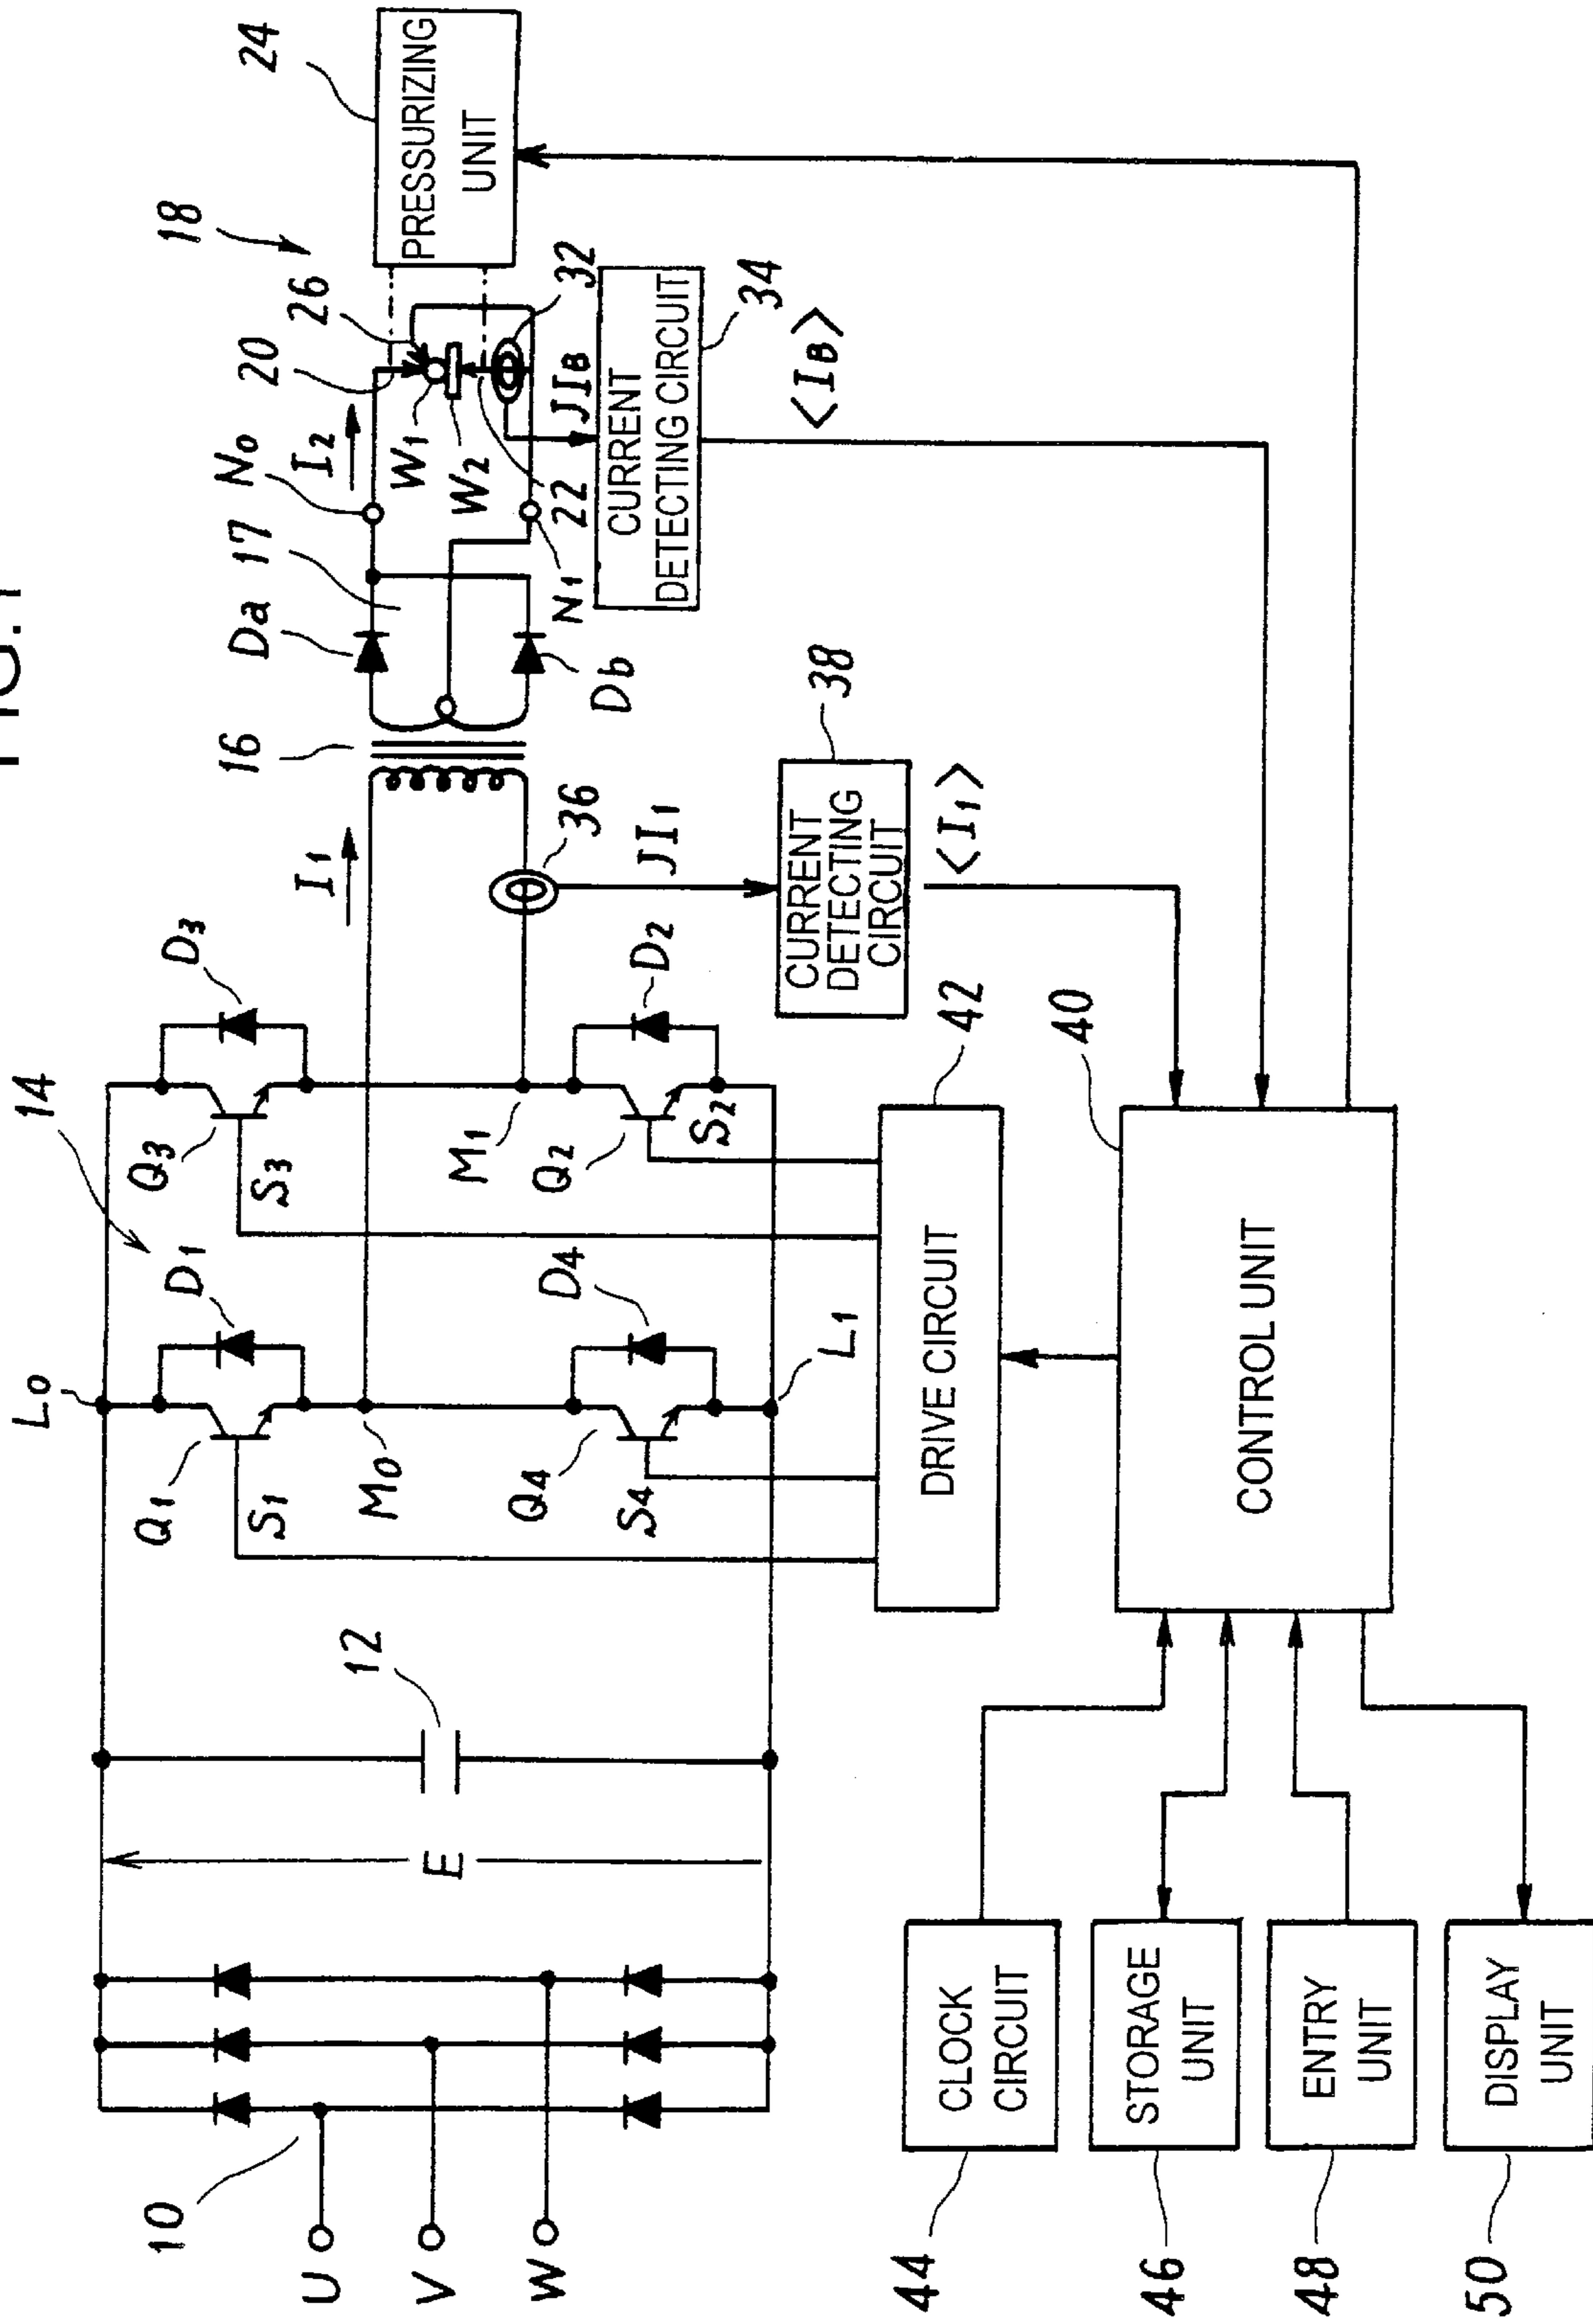 FIG. 1
14
18
24
Lo
D1
D3
16
Da
17
No
20
26
PRESSURIZING
UNIT
10
Q1
S1
Q3
S3
I1
I2
W1
W2
32
U
V
W
E
12
Mo
M1
36
JI1
Db
N1
22
JIB
Q4
S4
D4
Q2
S2
D2
L1
CURRENT
DETECTING
CIRCUIT
38
<I1>
CURRENT
DETECTING CIRCUIT
34
<IB>
DRIVE CIRCUIT
42
CONTROL UNIT
40
44
CLOCK
CIRCUIT
46
STORAGE
UNIT
48
ENTRY
UNIT
50
DISPLAY
UNIT